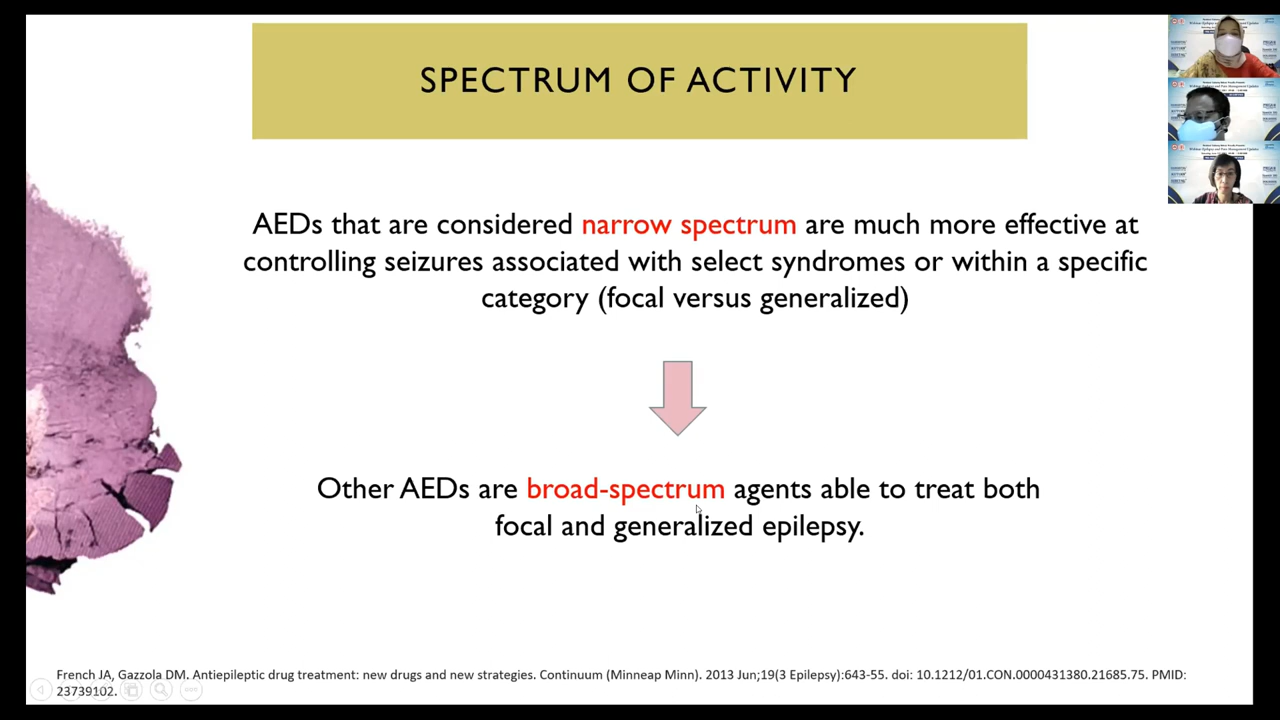 SPECTRUM OF ACTIVITY
AEDs that are considered narrow spectrum are much more effective at
controlling seizures associated with select syndromes or within a specific
category (focal versus generalized)
Other AEDs are broad-spectrum agents able to treat both
focal and generalized epilepsy.
French JA, Gazzola DM. Antiepileptic drug treatment: new drugs and new strategies. Continuum (Minneap Minn). 2013 Jun;19(3 Epilepsy):643-55. doi: 10.1212/01.CON.0000431380.21685.75. PMID:
23739102.